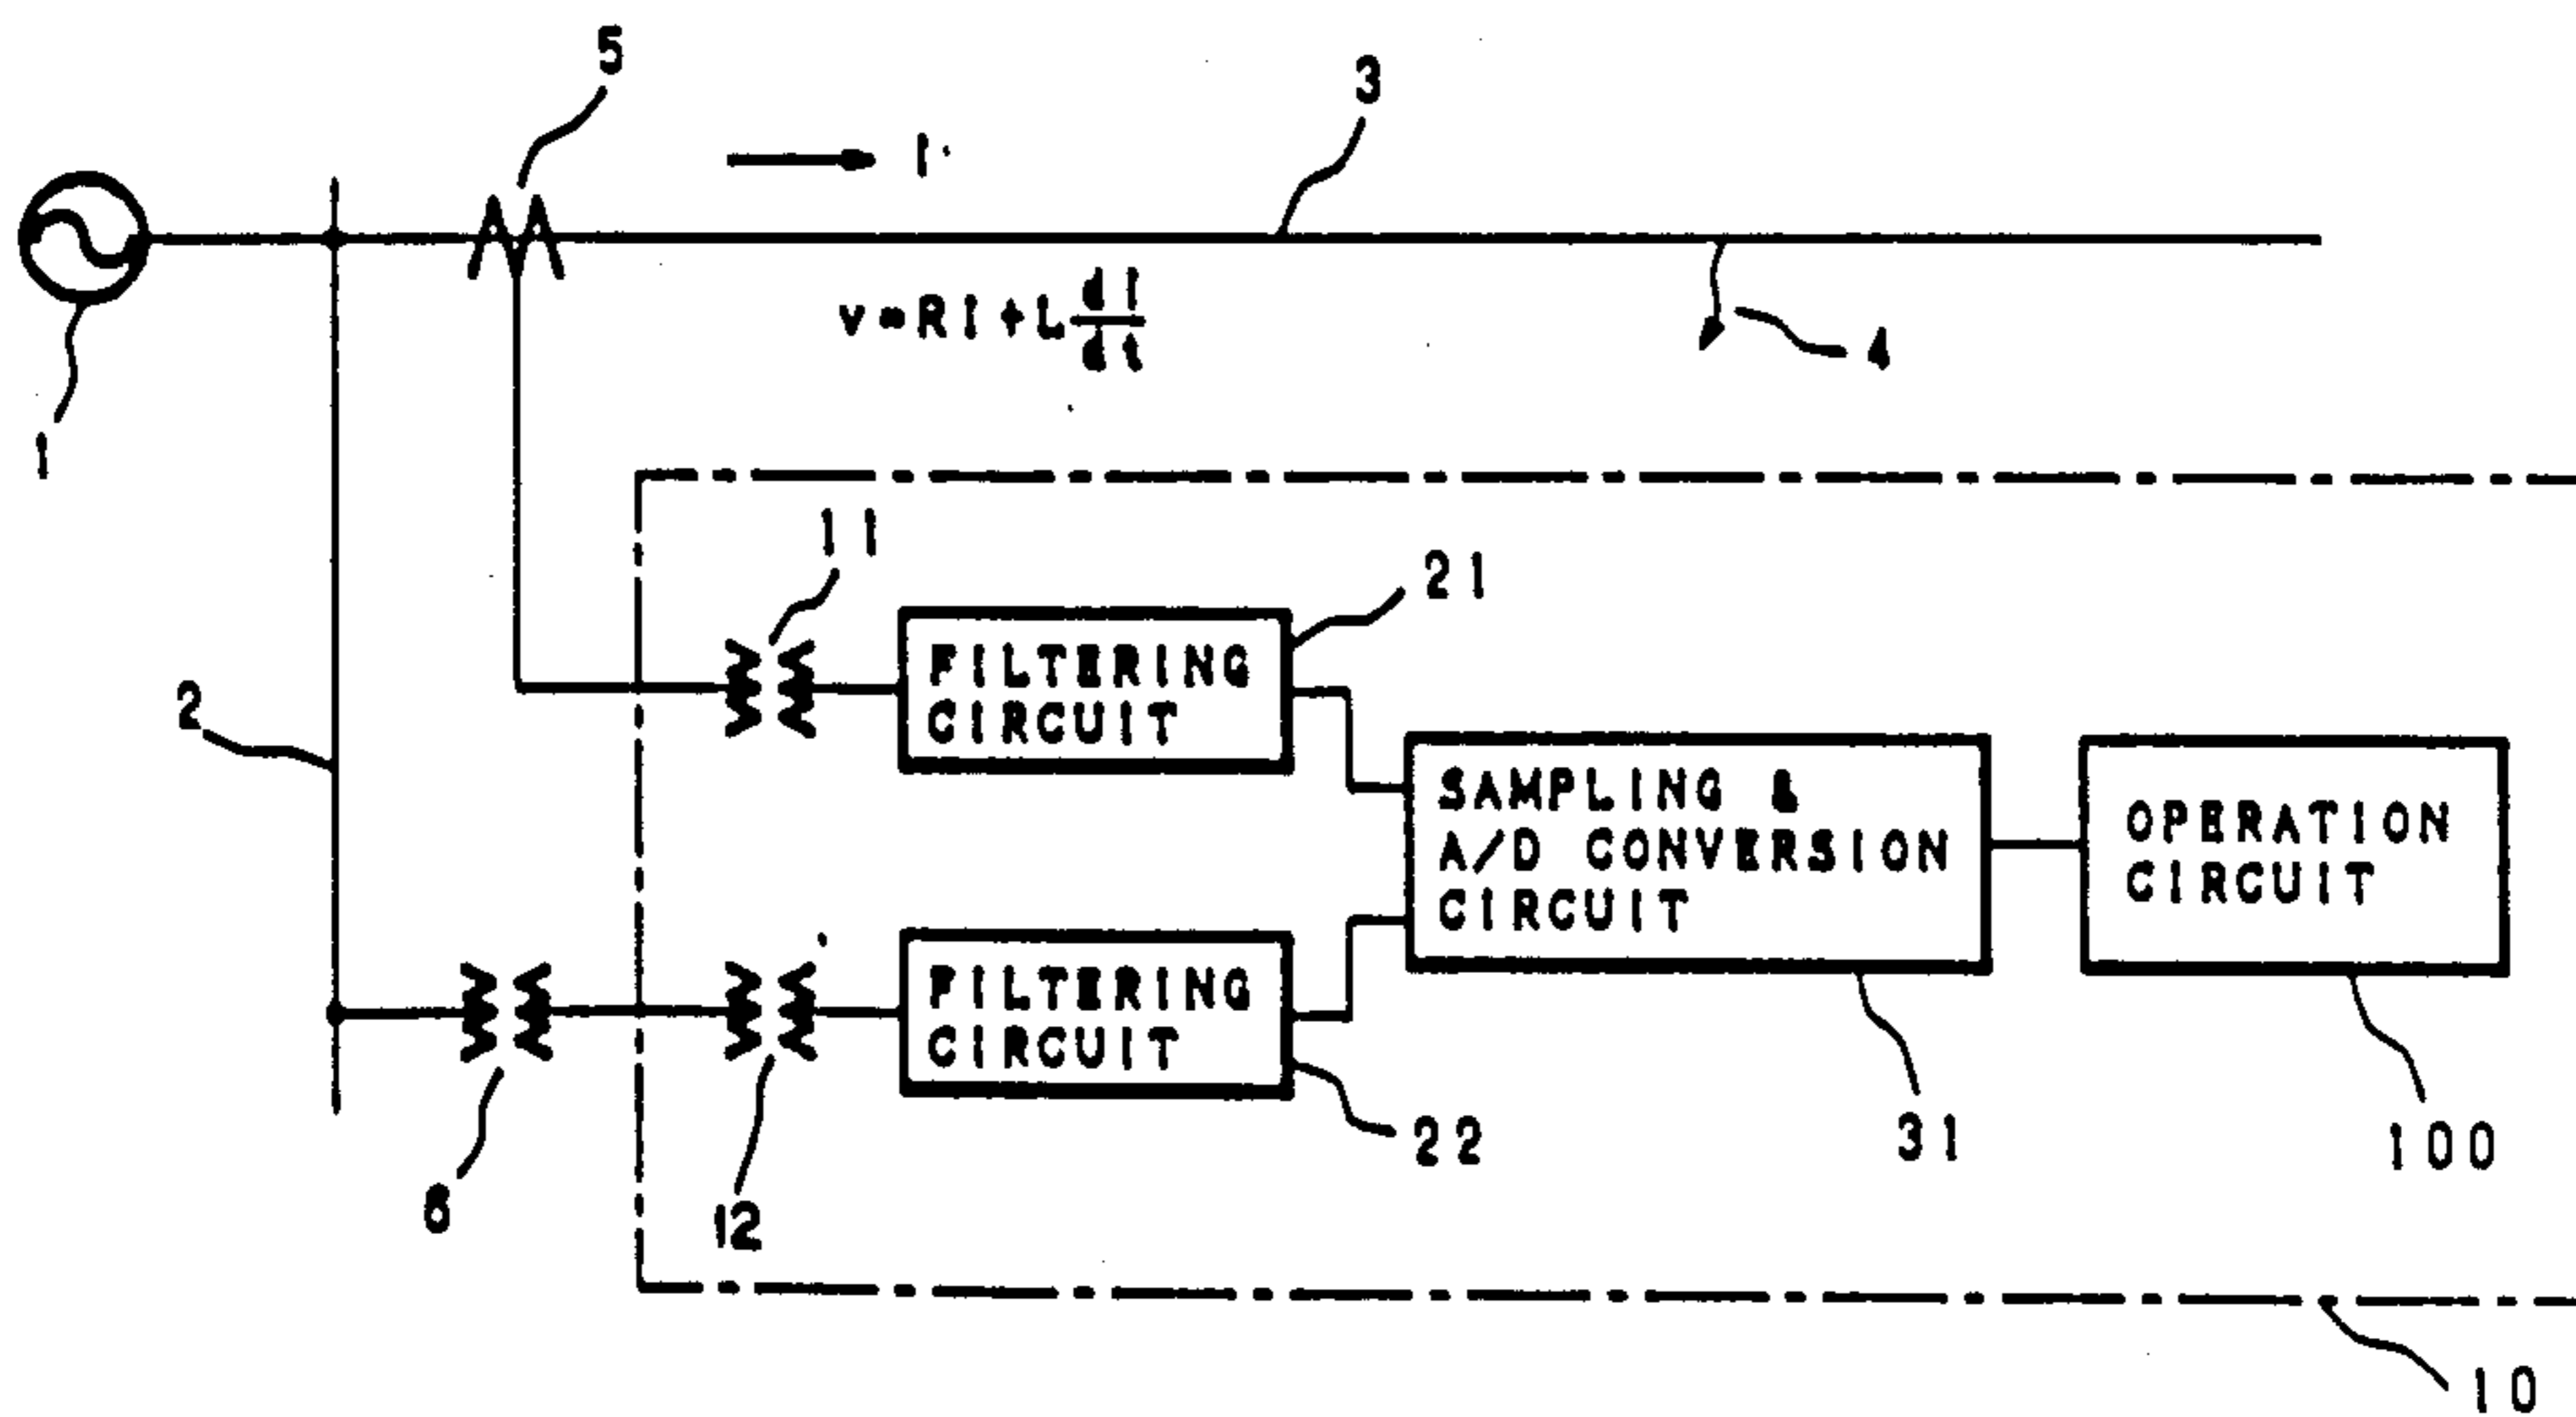 5
3
I
v=RI+L dI/dt
4
1
11
21
FILTERING
CIRCUIT
2
SAMPLING &
A/D CONVERSION
CIRCUIT
OPERATION
CIRCUIT
FILTERING
CIRCUIT
22
31
100
6
12
10